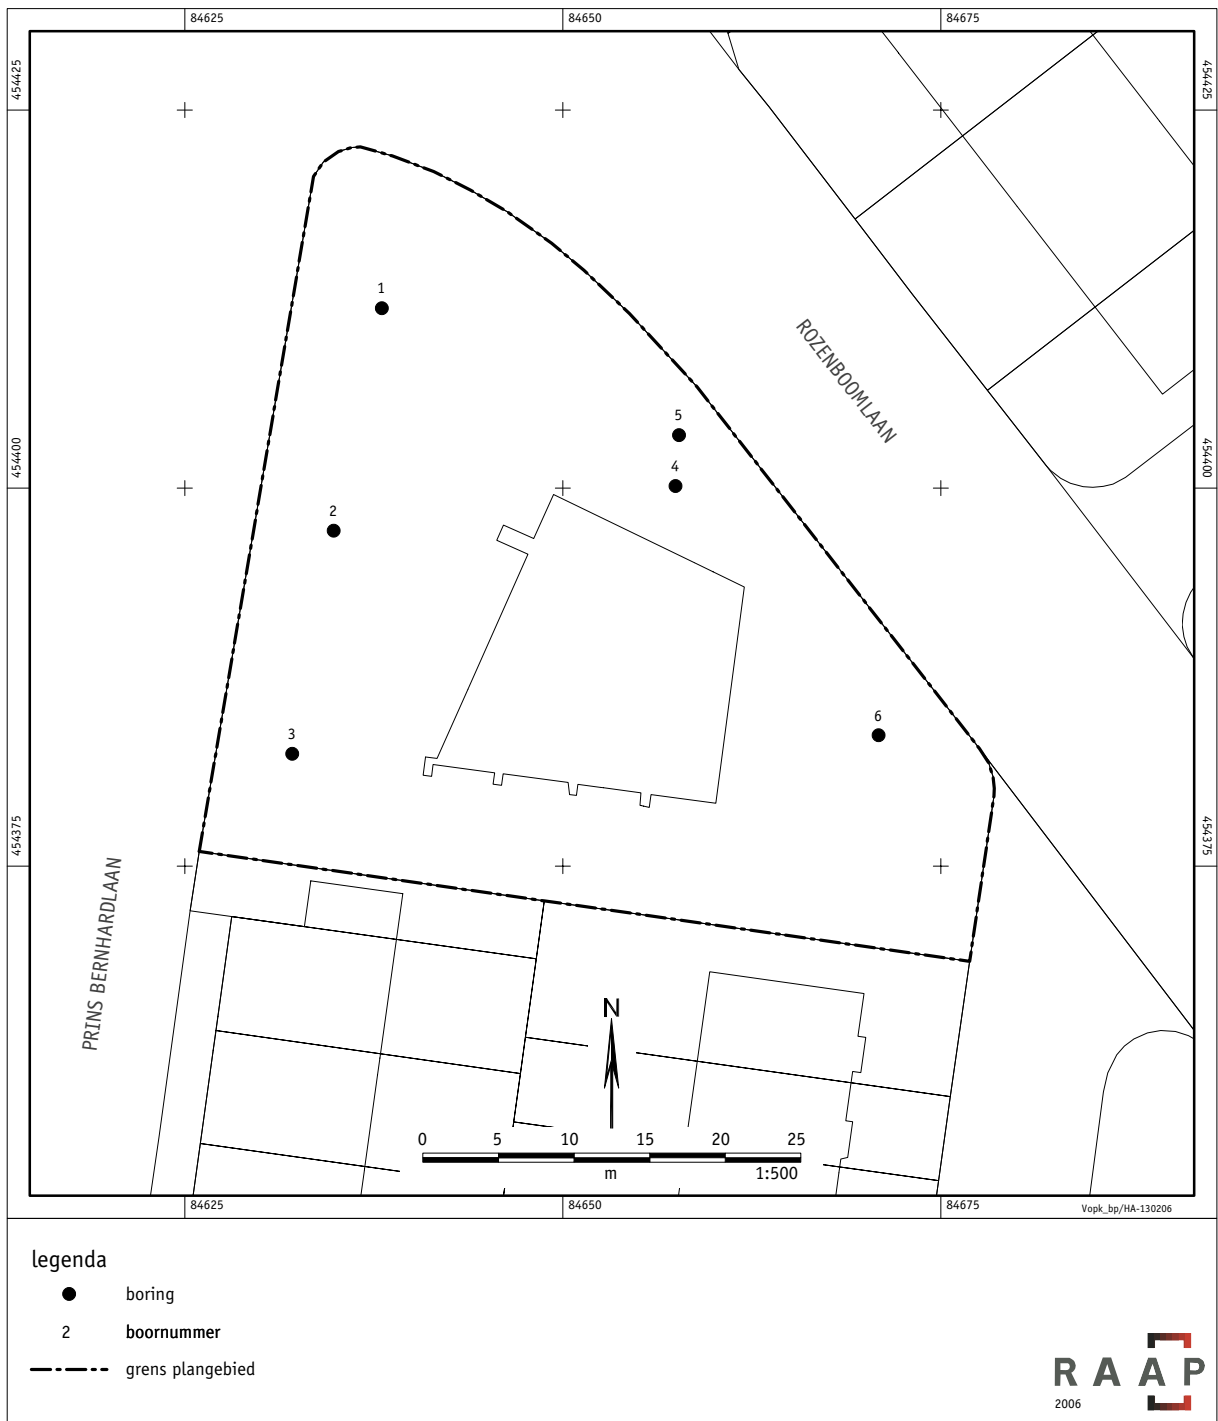 84625
84650
84675
454425
454425
1
ROZENBOOMLAAN
5
4
454400
454400
2
6
3
454375
454375
PRINS BERNHARDLAAN
N
0 5 10 15 20 25
m 1:500
84625
84650
84675
Vopk_bp/HA-130206
legenda
boring
2 boornummer
grens plangebied
RAAP
2006